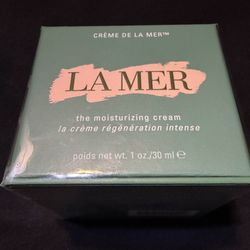 CRÈME DE LA MER™
LA MER
the moisturizing cream
la crème régénération intense
poids net wt. 1 oz./30 ml ℮